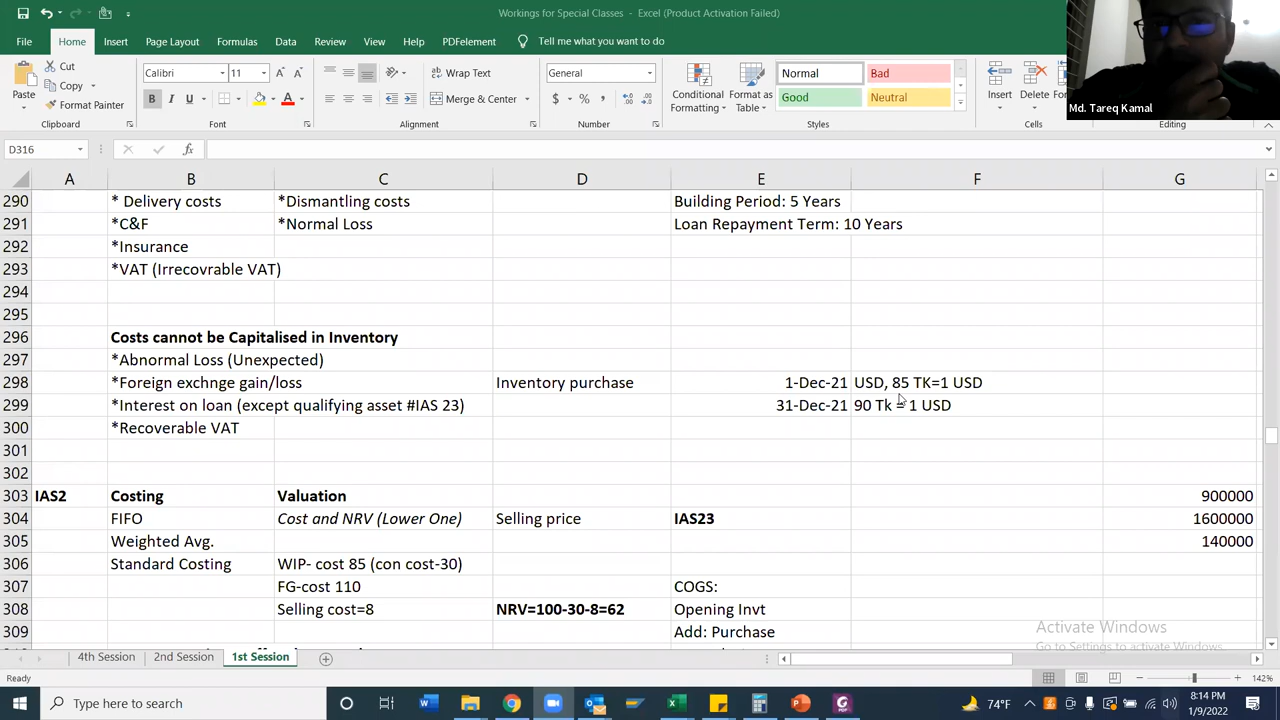 Workings for Special Classes - Excel (Product Activation Failed)
File Home Insert Page Layout Formulas Data Review View Help PDFelement Tell me what you want to do
Paste
Cut
Copy
Format Painter
Clipboard
Calibri 11
B I U
Font
Wrap Text
Merge & Center
Alignment
General
$ % ,
Number
Conditional Formatting
Format as Table
Normal Bad
Good Neutral
Styles
Insert Delete
Cells
Editing
Md. Tareq Kamal
D316
fx
A B C D E F G
290 * Delivery costs *Dismantling costs Building Period: 5 Years
291 *C&F *Normal Loss Loan Repayment Term: 10 Years
292 *Insurance
293 *VAT (Irrecovrable VAT)
294
295
296 Costs cannot be Capitalised in Inventory
297 *Abnormal Loss (Unexpected)
298 *Foreign exchnge gain/loss Inventory purchase 1-Dec-21 USD, 85 TK=1 USD
299 *Interest on loan (except qualifying asset #IAS 23) 31-Dec-21 90 Tk = 1 USD
300 *Recoverable VAT
301
302
303 IAS2 Costing Valuation 900000
304 FIFO Cost and NRV (Lower One) Selling price IAS23 1600000
305 Weighted Avg. 140000
306 Standard Costing WIP- cost 85 (con cost-30)
307 FG-cost 110 COGS:
308 Selling cost=8 NRV=100-30-8=62 Opening Invt
309 Add: Purchase
Activate Windows
Go to Settings to activate Windows.
4th Session 2nd Session 1st Session
Ready 142%
Type here to search
74°F
8:14 PM
1/9/2022